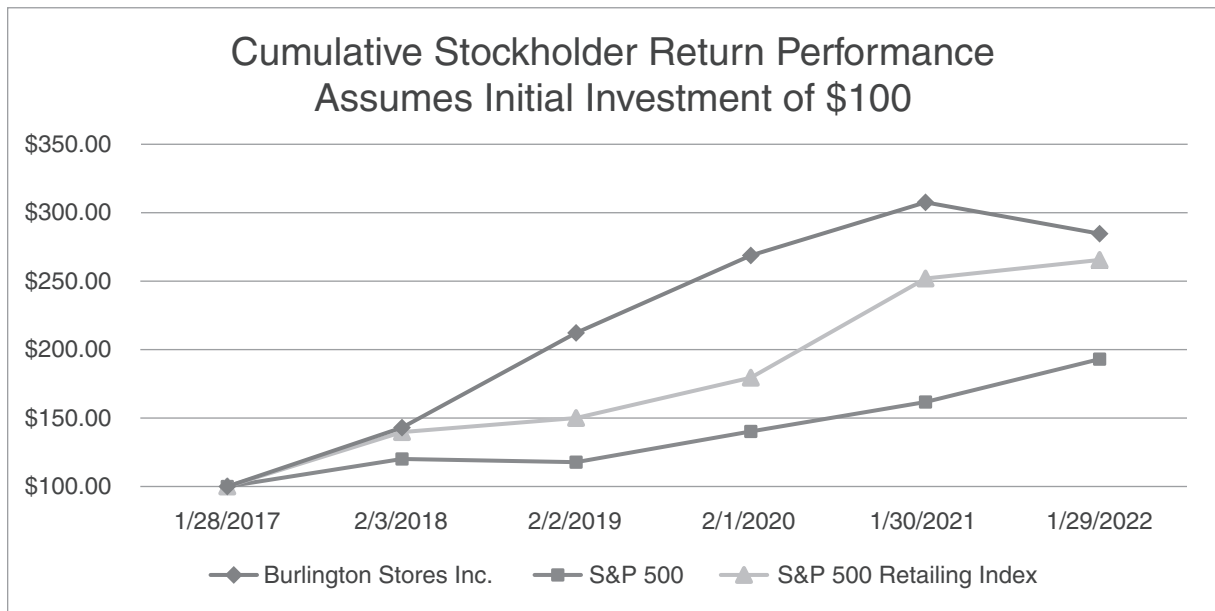 Cumulative Stockholder Return Performance
Assumes Initial Investment of $100
$350.00
$300.00
$250.00
$200.00
$150.00
$100.00
1/28/2017 2/3/2018 2/2/2019 2/1/2020 1/30/2021 1/29/2022
Burlington Stores Inc. S&P 500 S&P 500 Retailing Index